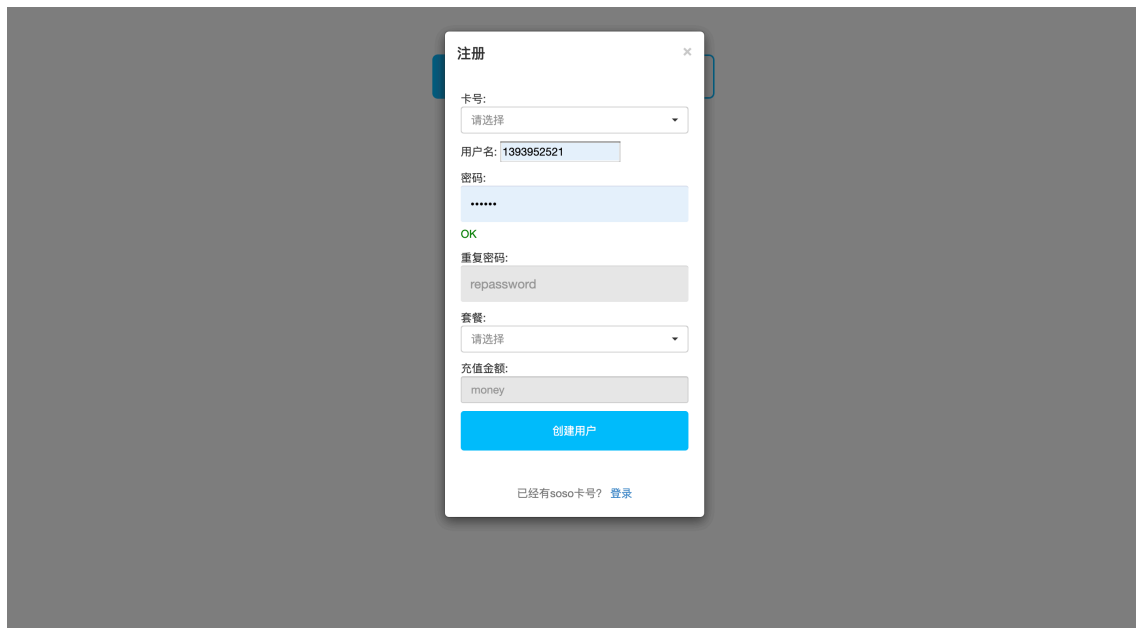 注册 ×
卡号:
请选择
用户名: 1393952521
密码:
••••••
OK
重复密码:
repassword
套餐:
请选择
充值金额:
money
创建用户
已经有soso卡号? 登录